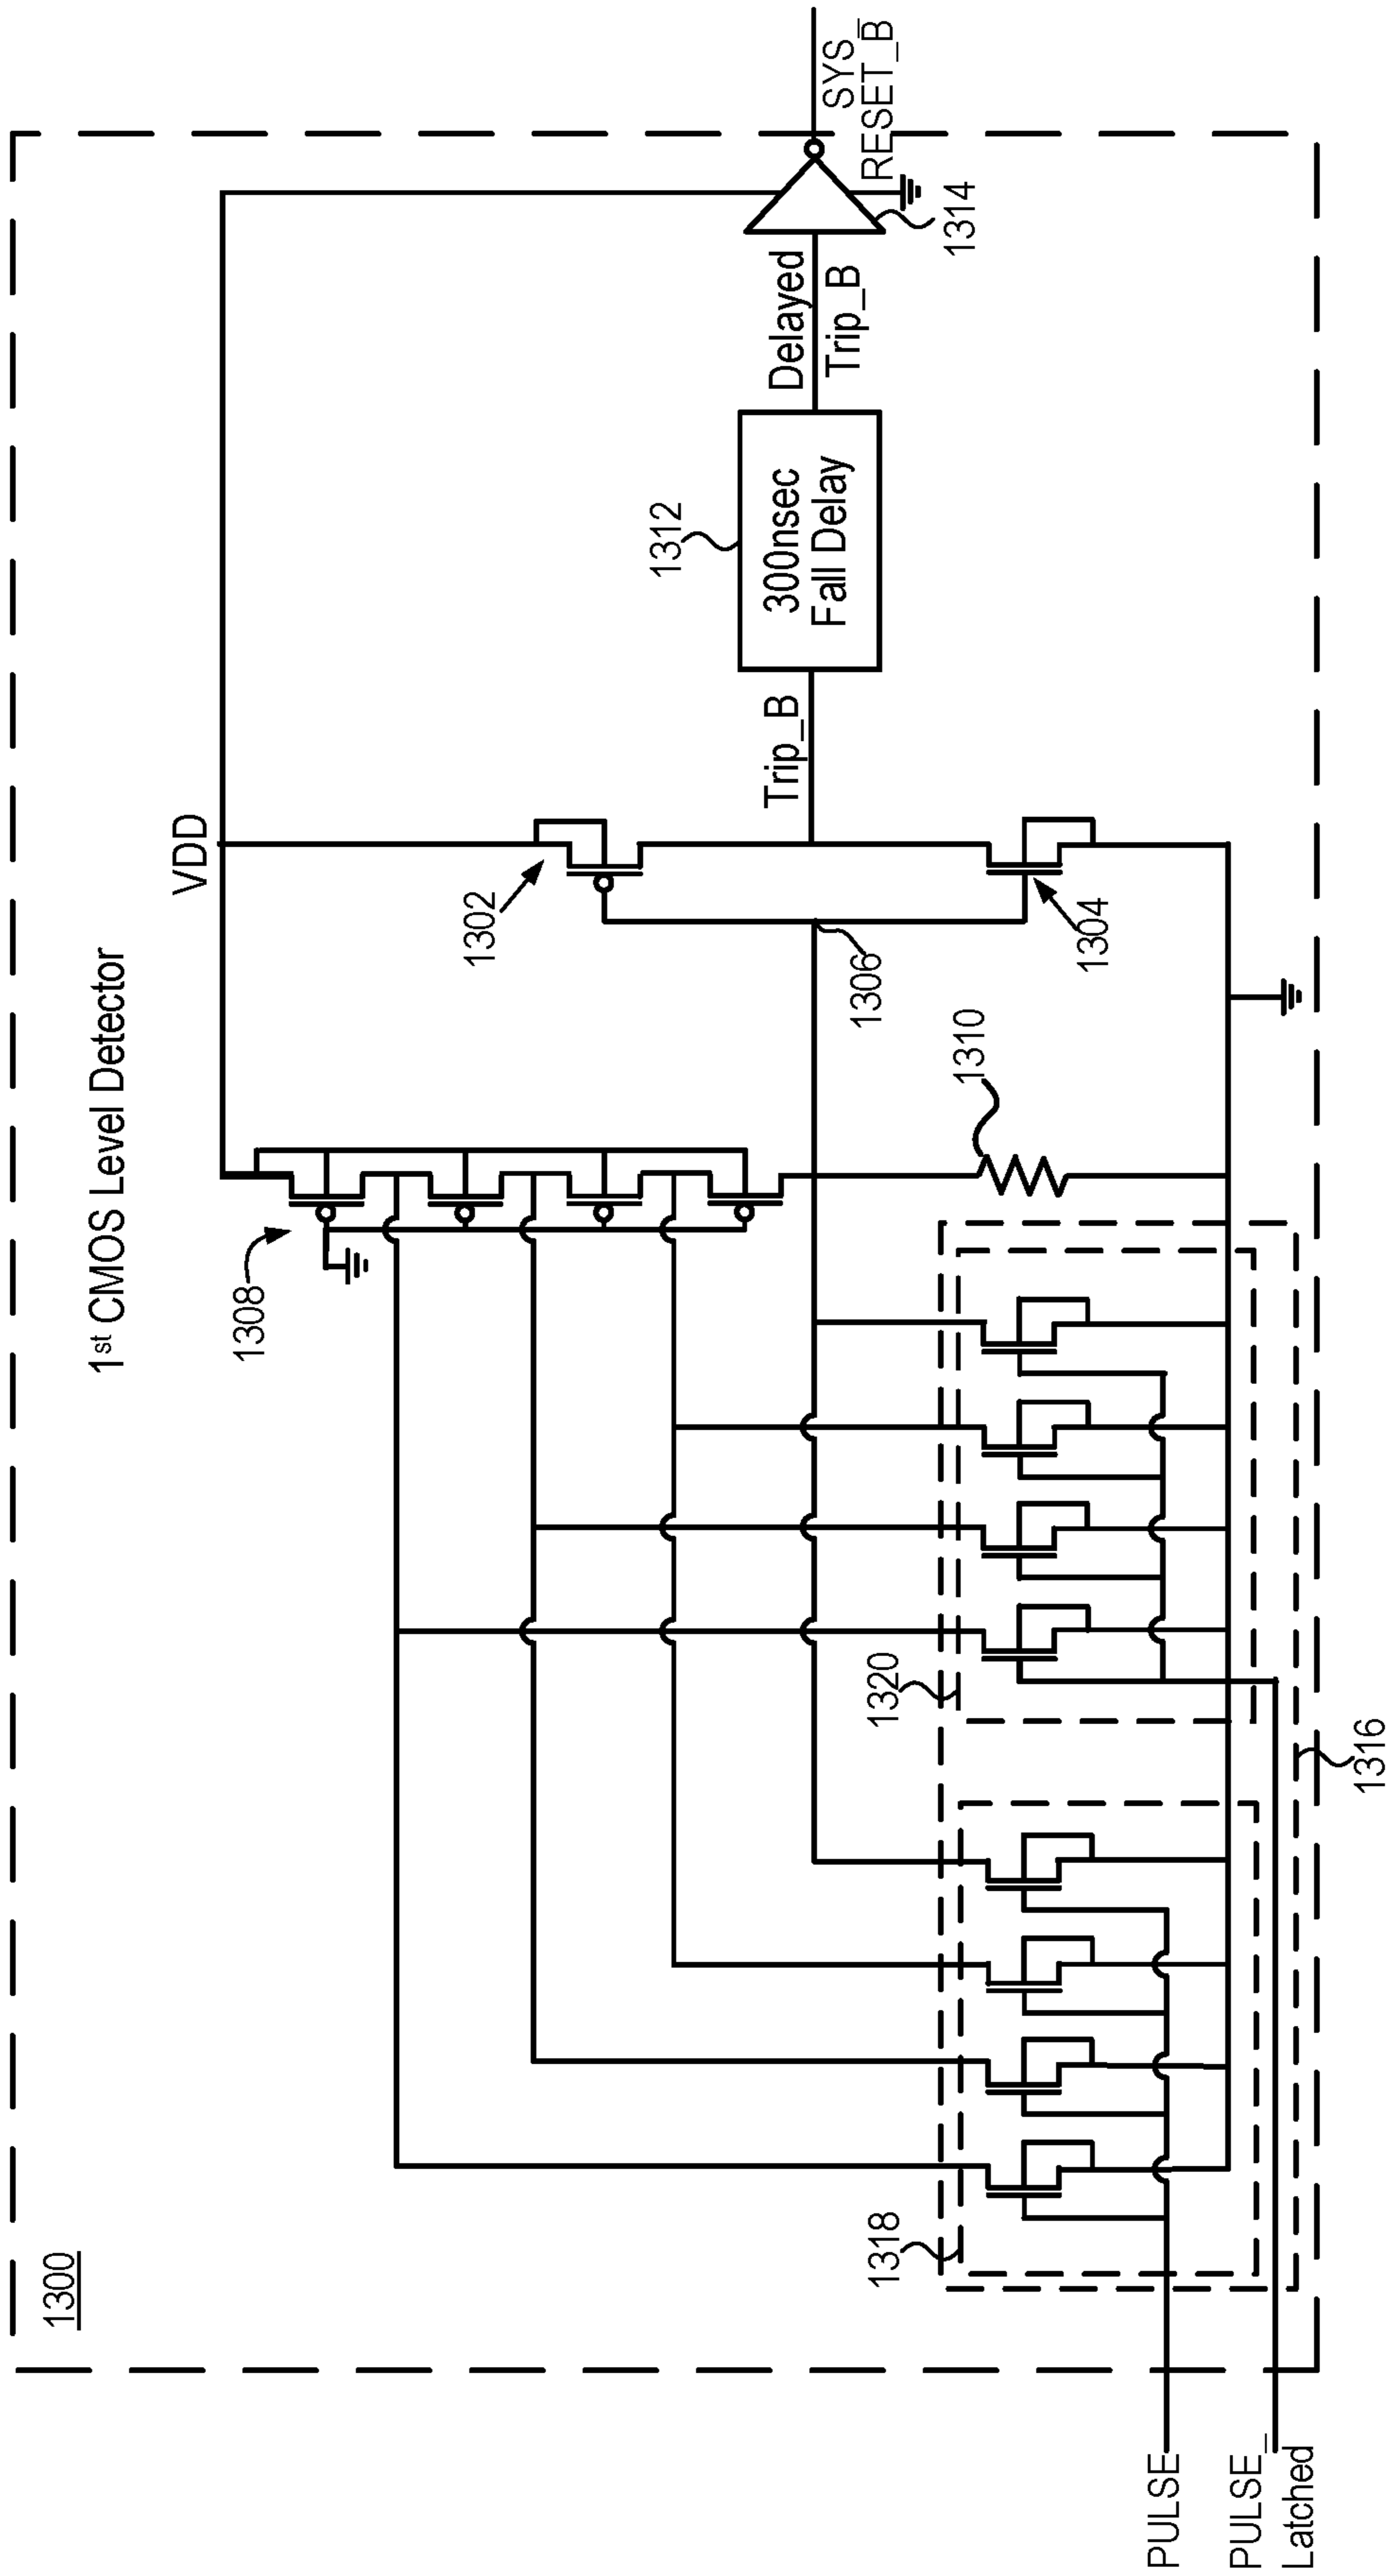 1300
1st CMOS Level Detector
VDD
1308
1302
1304
1306
1310
Trip_B
1312
300nsec
Fall Delay
Delayed
Trip_B
1314
SYS_
RESET_B
1320
1318
1316
PULSE
PULSE_
Latched